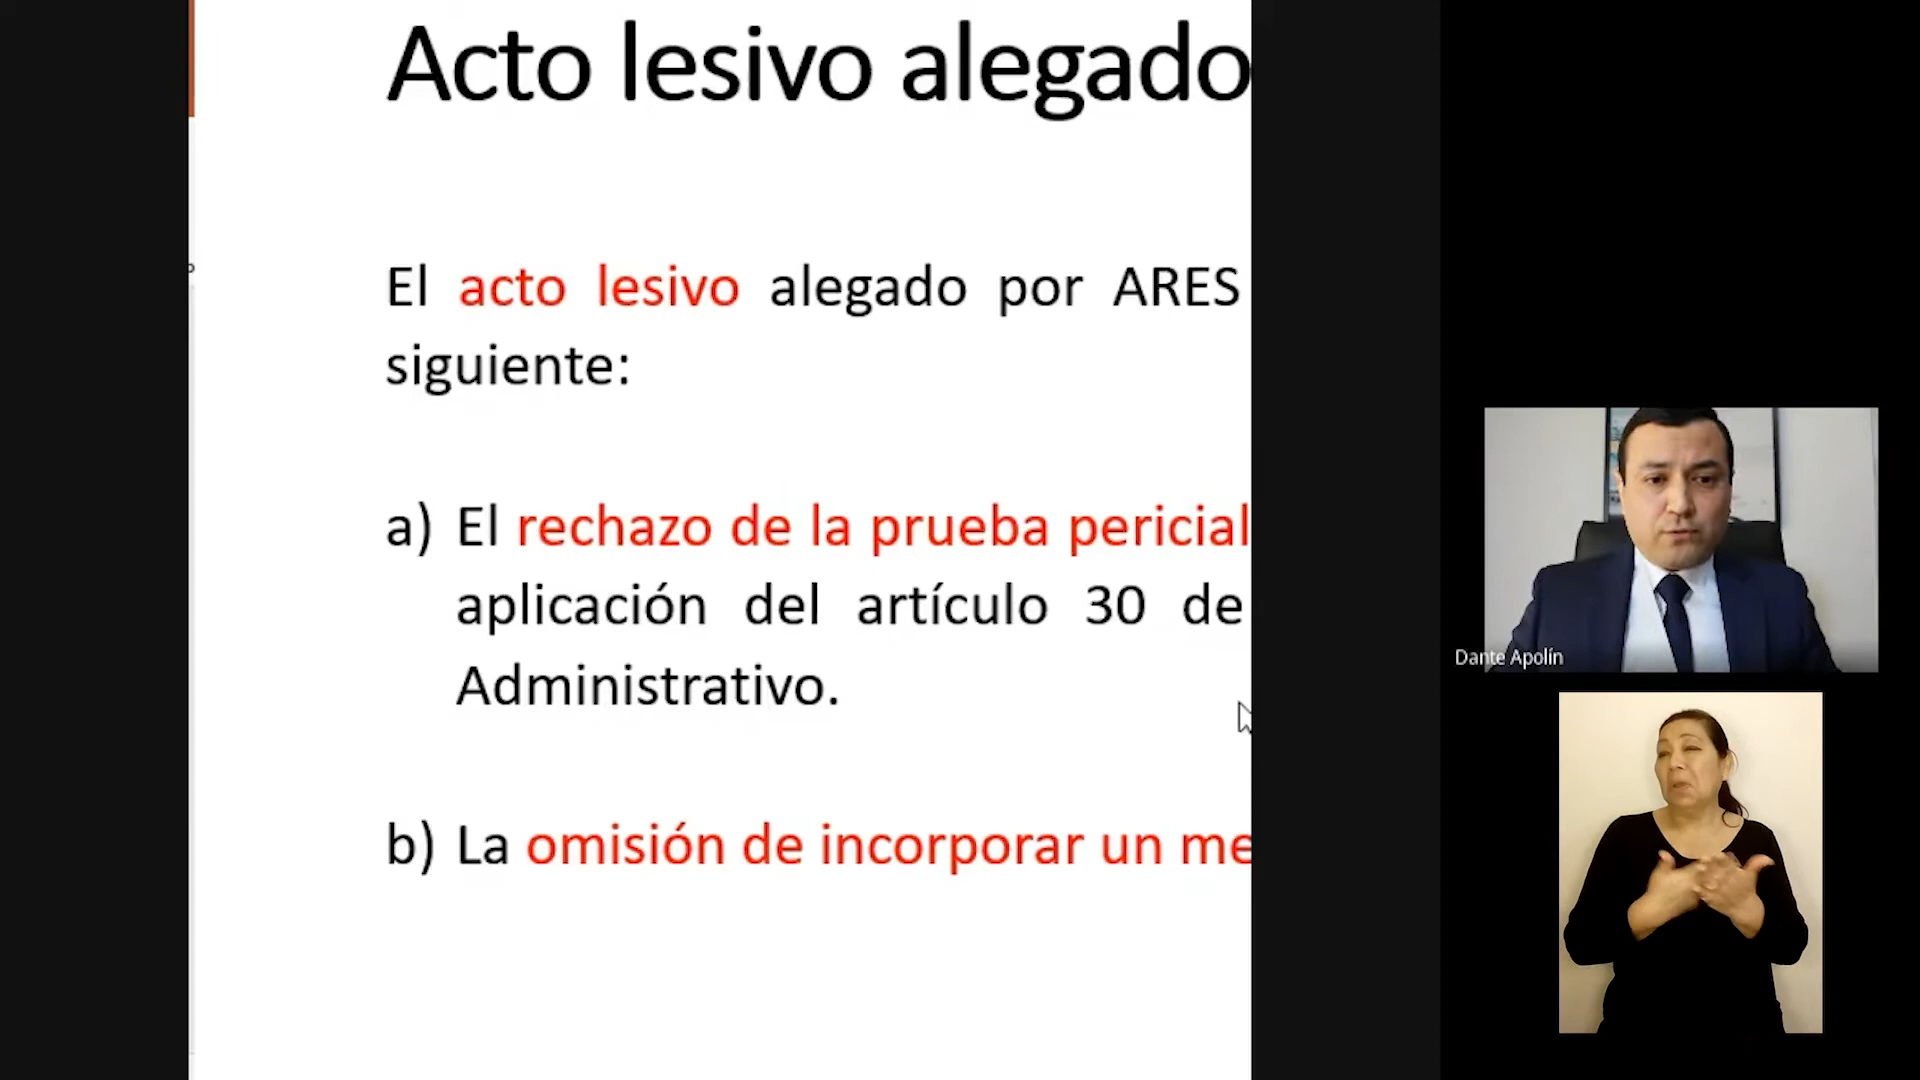 Acto lesivo alegado
El acto lesivo alegado por ARES
siguiente:
a) El rechazo de la prueba pericial
aplicación del artículo 30 de
Administrativo.
b) La omisión de incorporar un me
Dante Apolín